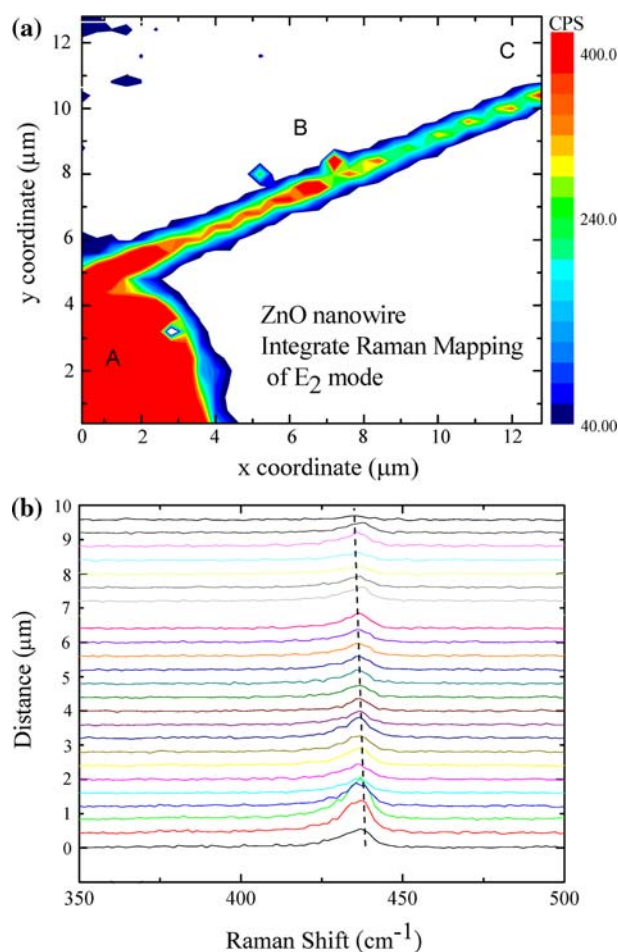 (a)
CPS
12
10
8
6
4
2
C
B
A
400.0
240.0
40.00
ZnO nanowire
Integrate Raman Mapping
of E2 mode
0 2 4 6 8 10 12
y coordinate (μm)
x coordinate (μm)
(b)
10
9
8
7
6
5
4
3
2
1
0
350 400 450 500
Distance (μm)
Raman Shift (cm-1)